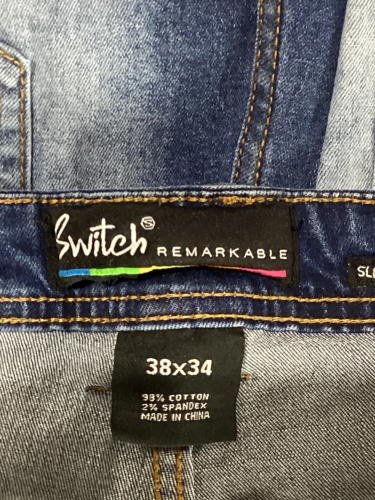 Switch S REMARKABLE
38x34
98% COTTON
2% SPANDEX
MADE IN CHINA